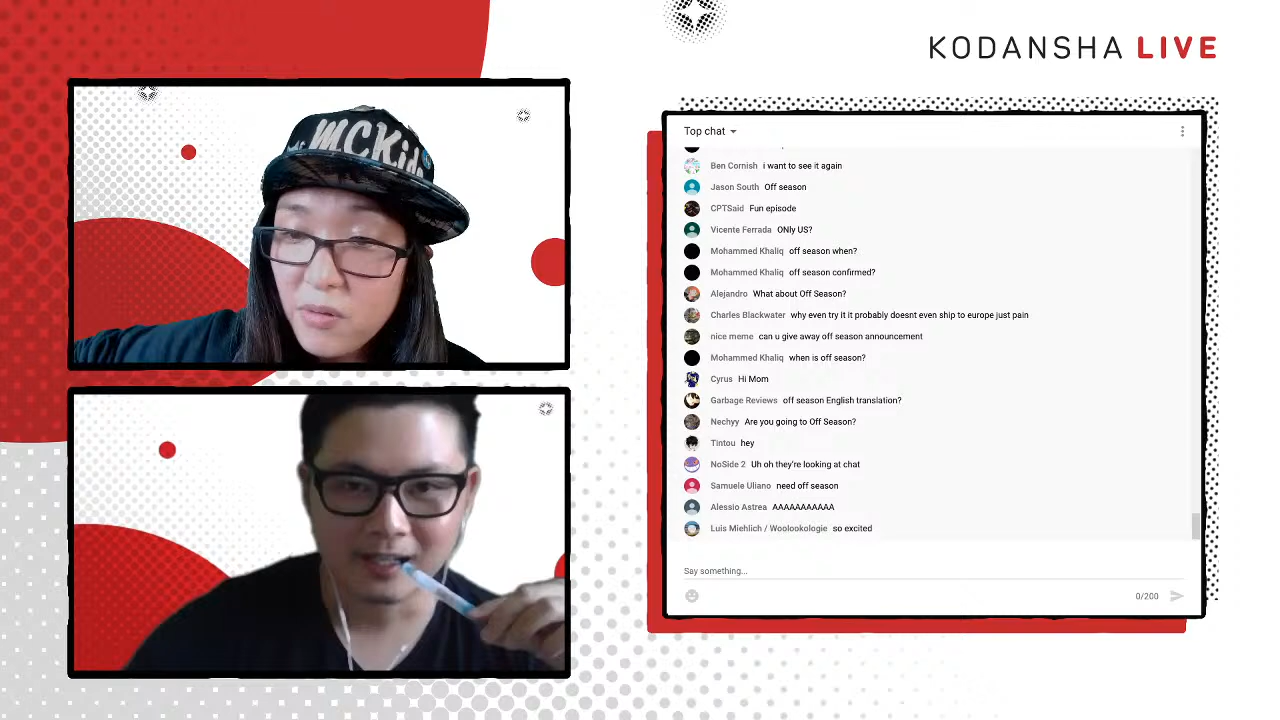 KODANSHA LIVE
MCKids
Top chat
Ben Cornish i want to see it again
Jason South Off season
CPTSaid Fun episode
Vicente Ferrada ONly US?
Mohammed Khaliq off season when?
Mohammed Khaliq off season confirmed?
Alejandro What about Off Season?
Charles Blackwater why even try it it probably doesnt even ship to europe just pain
nice meme can u give away off season announcement
Mohammed Khaliq when is off season?
Cyrus Hi Mom
Garbage Reviews off season English translation?
Nechyy Are you going to Off Season?
Tintou hey
NoSide 2 Uh oh they're looking at chat
Samuele Uliano need off season
Alessio Astrea AAAAAAAAAAA
Luis Miehlich / Woolookologie so excited
Say something...
0/200